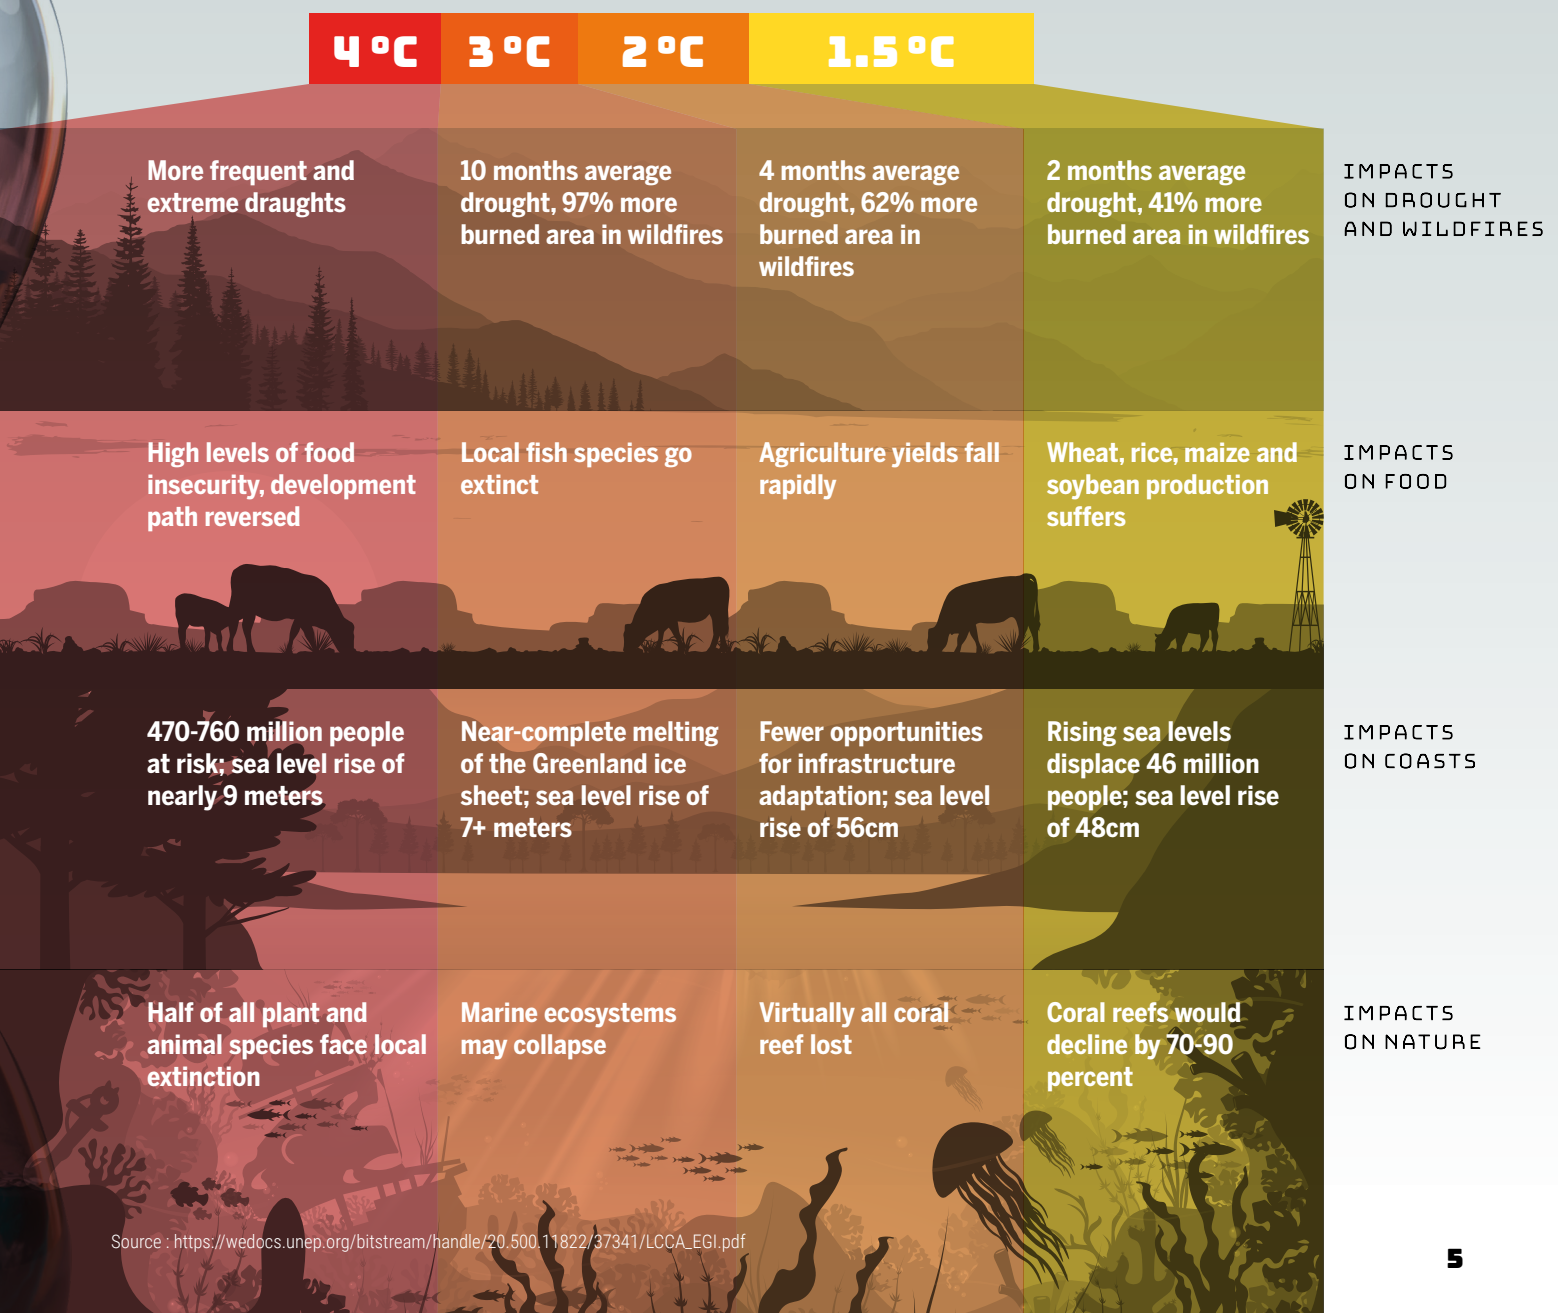 4 °C
3 °C
2 °C
1.5 °C
More frequent and
extreme draughts
10 months average
drought, 97% more
burned area in wildfires
4 months average
drought, 62% more
burned area in
wildfires
2 months average
drought, 41% more
burned area in wildfires
IMPACTS
ON DROUGHT
AND WILDFIRES
High levels of food
insecurity, development
path reversed
Local fish species go
extinct
Agriculture yields fall
rapidly
Wheat, rice, maize and
soybean production
suffers
IMPACTS
ON FOOD
470-760 million people
at risk; sea level rise of
nearly 9 meters
Near-complete melting
of the Greenland ice
sheet; sea level rise of
7+ meters
Fewer opportunities
for infrastructure
adaptation; sea level
rise of 56cm
Rising sea levels
displace 46 million
people; sea level rise
of 48cm
IMPACTS
ON COASTS
Half of all plant and
animal species face local
extinction
Marine ecosystems
may collapse
Virtually all coral
reef lost
Coral reefs would
decline by 70-90
percent
IMPACTS
ON NATURE
Source : https://wedocs.unep.org/bitstream/handle/20.500.11822/37341/LCCA_EGI.pdf
5